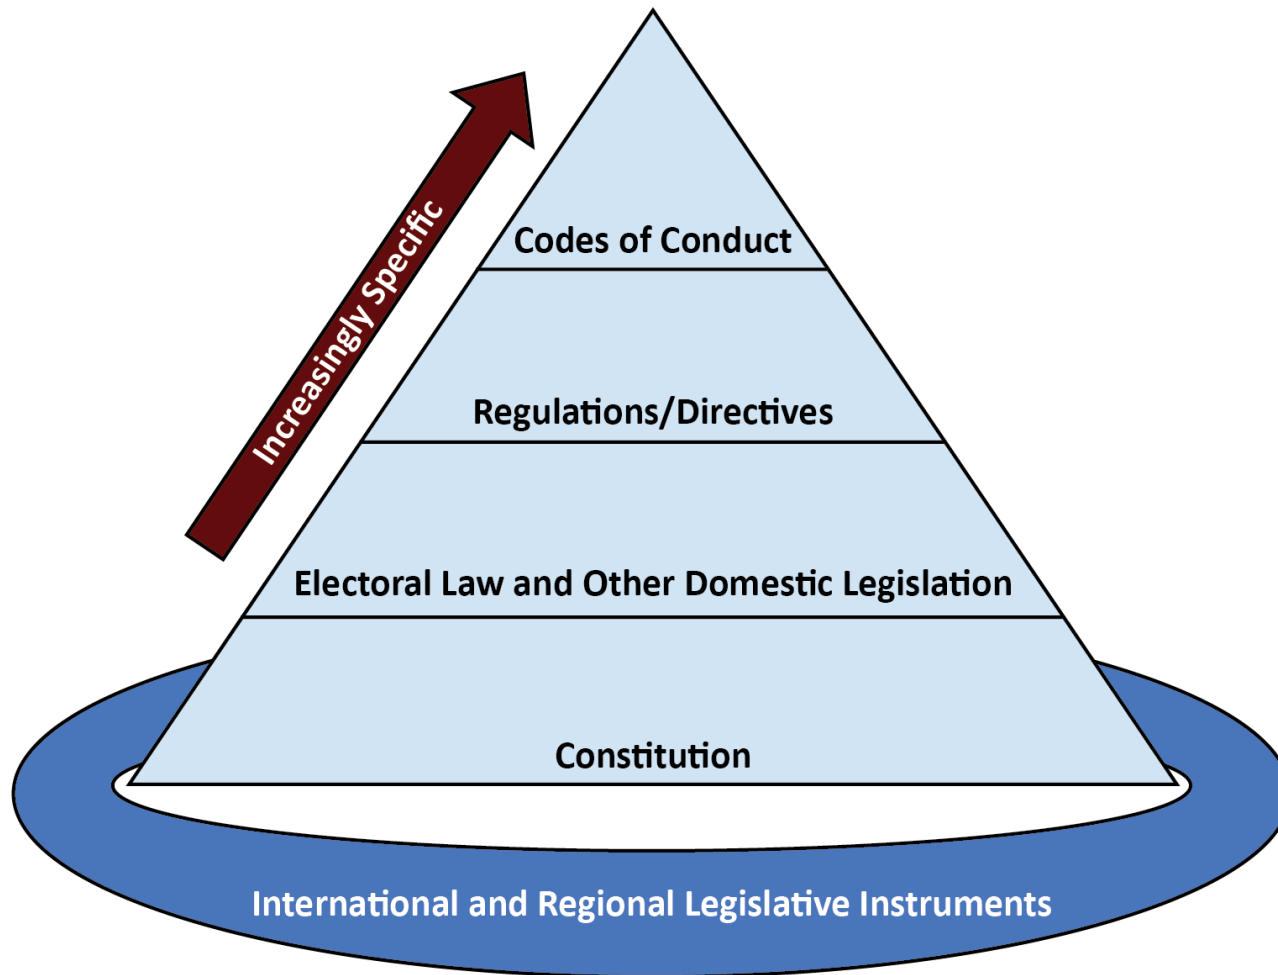 Increasingly Specific
Codes of Conduct
Regulations/Directives
Electoral Law and Other Domestic Legislation
Constitution
International and Regional Legislative Instruments